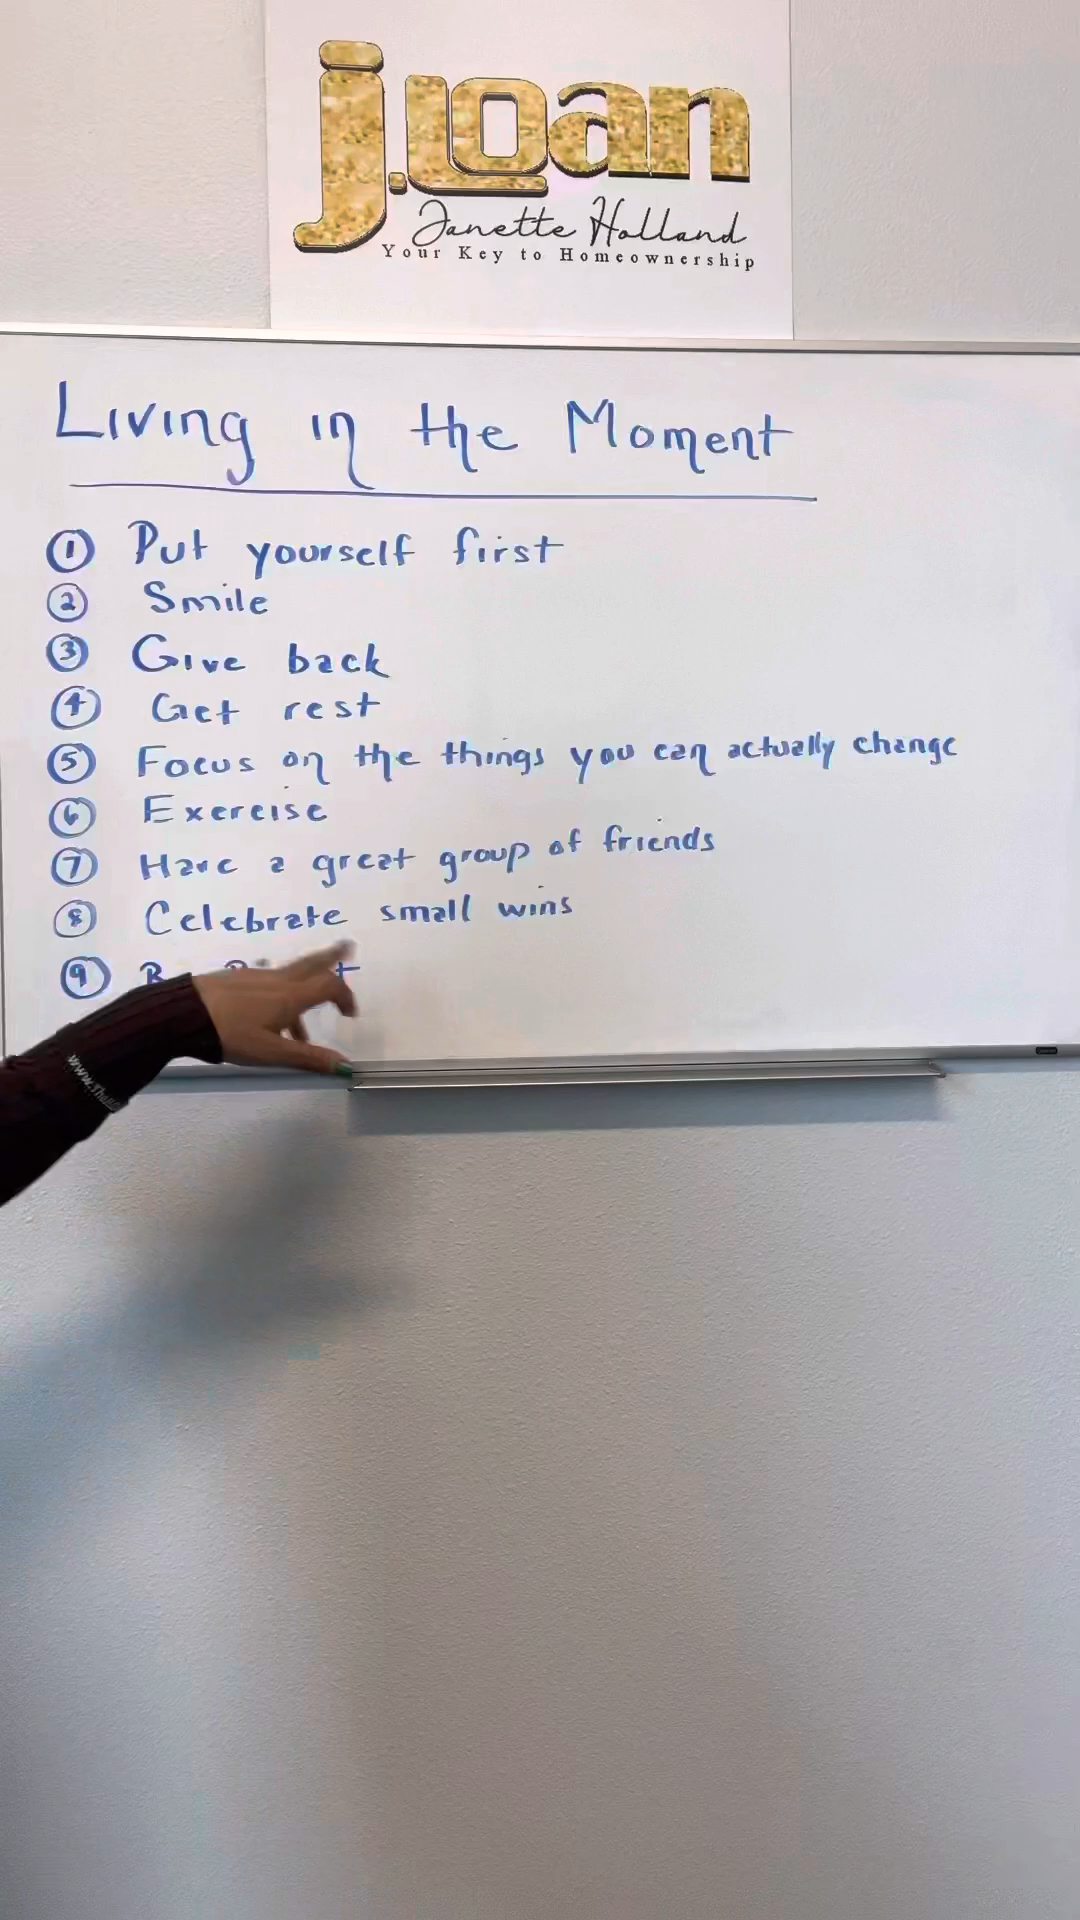 j.loan
Janette Holland
Your Key to Homeownership
Living in the Moment
① Put yourself first
② Smile
③ Give back
④ Get rest
⑤ Focus on the things you can actually change
⑥ Exercise
⑦ Have a great group of friends
⑧ Celebrate small wins
⑨